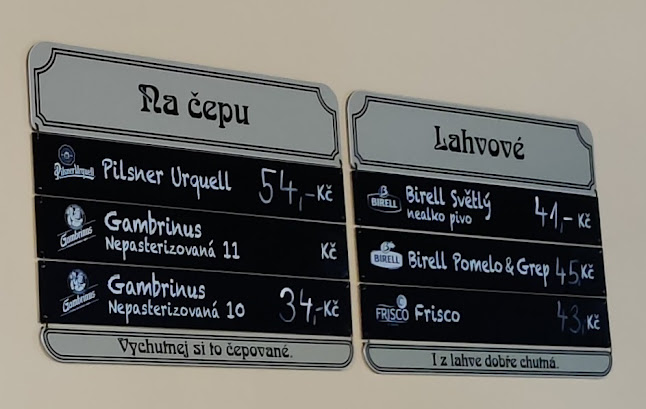 Na čepu
Pilsner Urquell Pilsner Urquell 54,- Kč
Gambrinus Gambrinus
Nepasterizovaná 11 Kč
Gambrinus Gambrinus
Nepasterizovaná 10 34,- Kč
Vychutnej si to čepované.
Lahvové
BIRELL Birell Světlý
nealko pivo 41,- Kč
BIRELL Birell Pomelo & Grep 45 Kč
FRISCO Frisco 43, Kč
I z lahve dobře chutná.